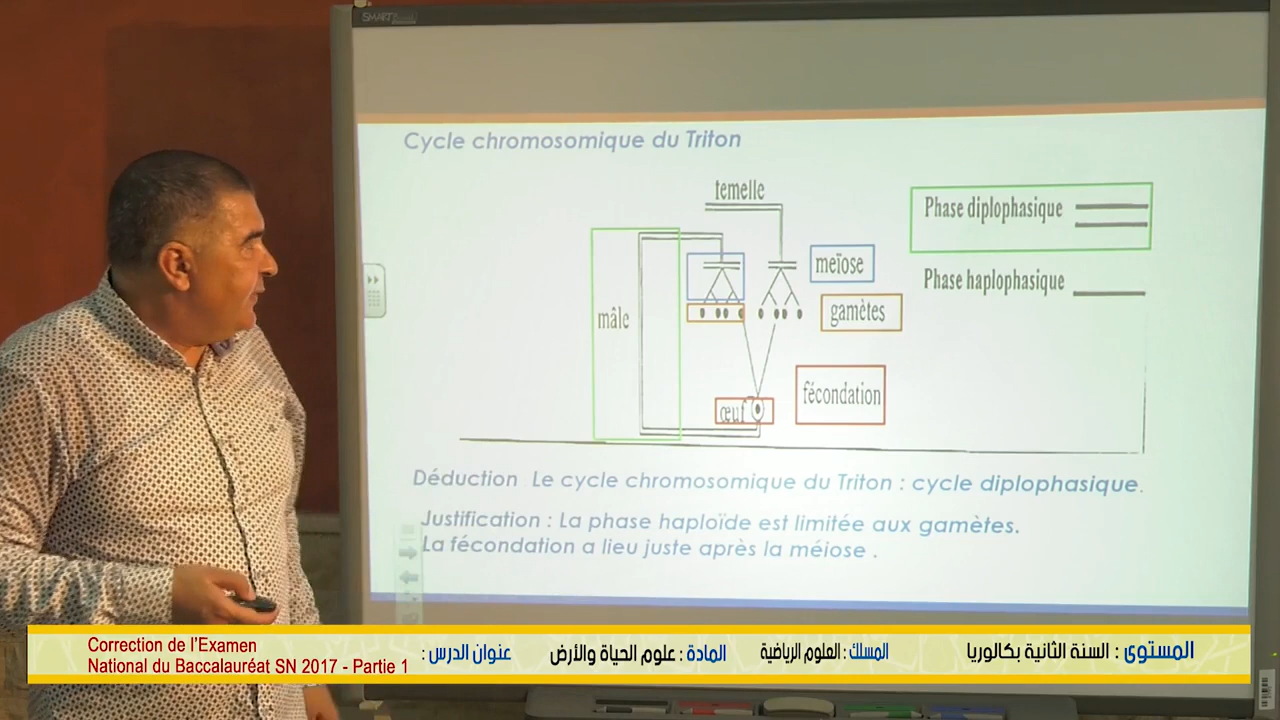 SMART
Cycle chromosomique du Triton
temelle
Phase diplophasique
meïose
Phase haplophasique
mâle
gamètes
fécondation
œuf
Déduction Le cycle chromosomique du Triton : cycle diplophasique.
Justification : La phase haploïde est limitée aux gamètes.
La fécondation a lieu juste après la méiose .
المستوى : السنة الثانية بكالوريا
المسلك : العلوم الرياضية
المادة : علوم الحياة والأرض
عنوان الدرس :
Correction de l'Examen
National du Baccalauréat SN 2017 - Partie 1